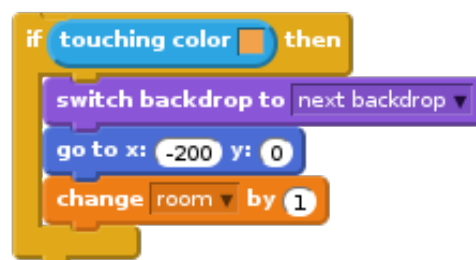 if touching color then
switch backdrop to next backdrop
go to x: -200 y: 0
change room by 1